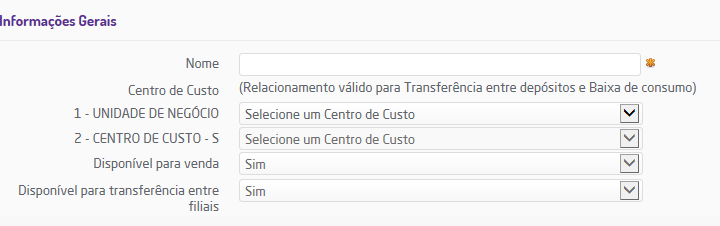 Informações Gerais
Nome
Centro de Custo (Relacionamento válido para Transferência entre depósitos e Baixa de consumo)
1 - UNIDADE DE NEGÓCIO Selecione um Centro de Custo
2 - CENTRO DE CUSTO - S Selecione um Centro de Custo
Disponível para venda Sim
Disponível para transferência entre Sim
filiais